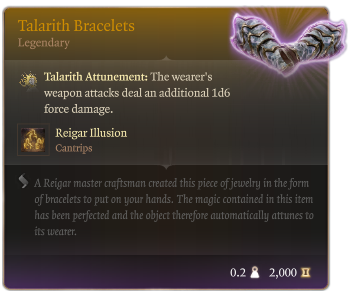 Talarith Bracelets
Legendary
Talarith Attunement: The wearer's
weapon attacks deal an additional 1d6
force damage.
Reigar Illusion
Cantrips
A Reigar master craftsman created this piece of jewelry in the form
of bracelets to put on your hands. The magic contained in this item
has been perfected and the object therefore automatically attunes to
its wearer.
0.2 2,000